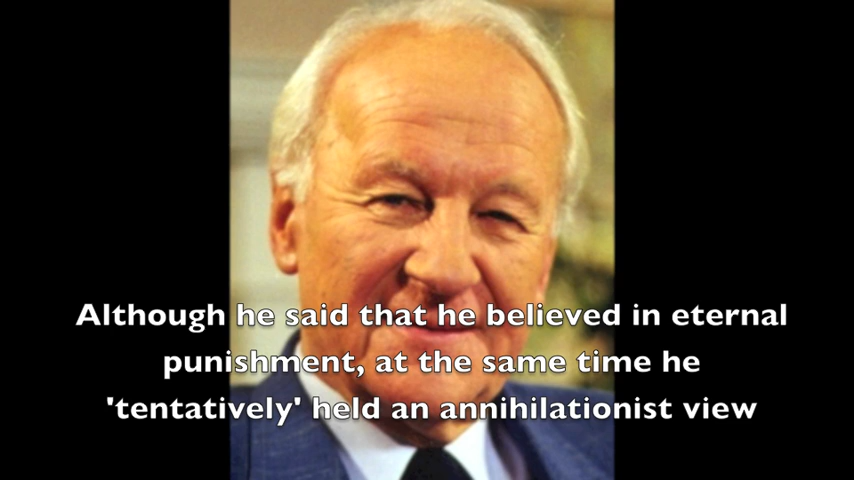 Although he said that he believed in eternal
punishment, at the same time he
'tentatively' held an annihilationist view